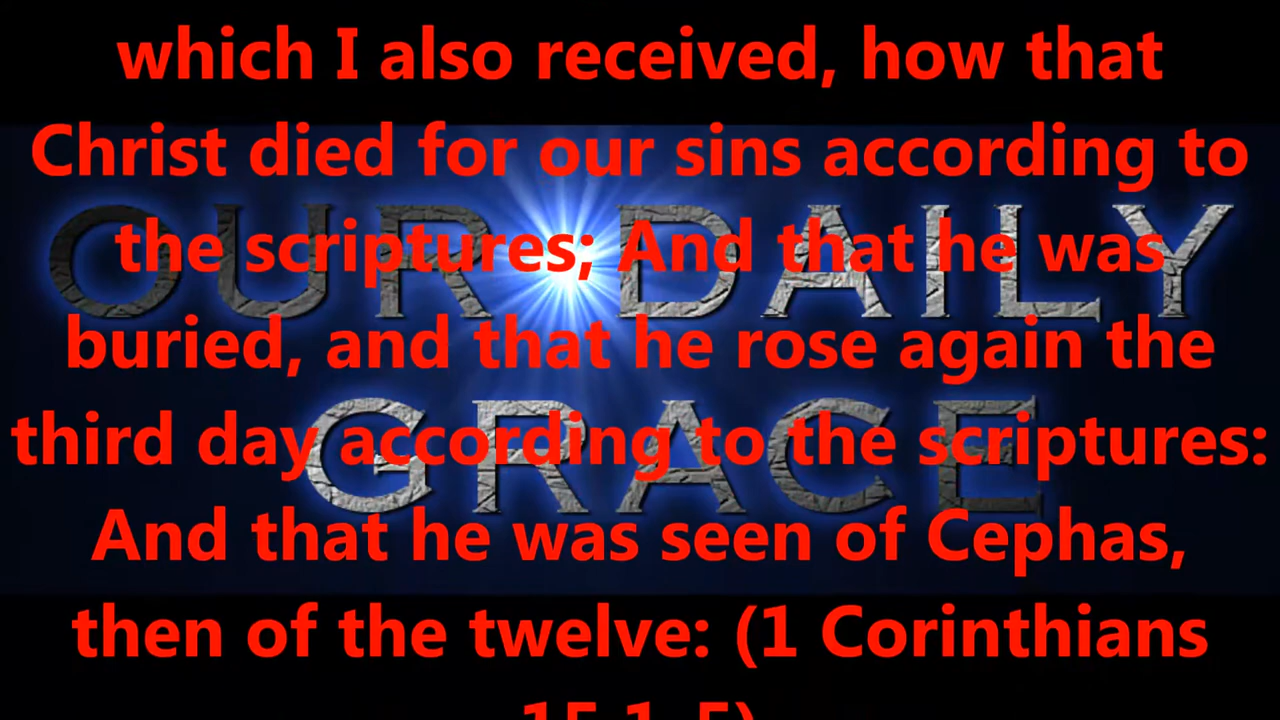 which I also received, how that
Christ died for our sins according to
the scriptures; And that he was
buried, and that he rose again the
third day according to the scriptures:
And that he was seen of Cephas,
then of the twelve: (1 Corinthians
15:1-5)
OUR DAILY
GRACE